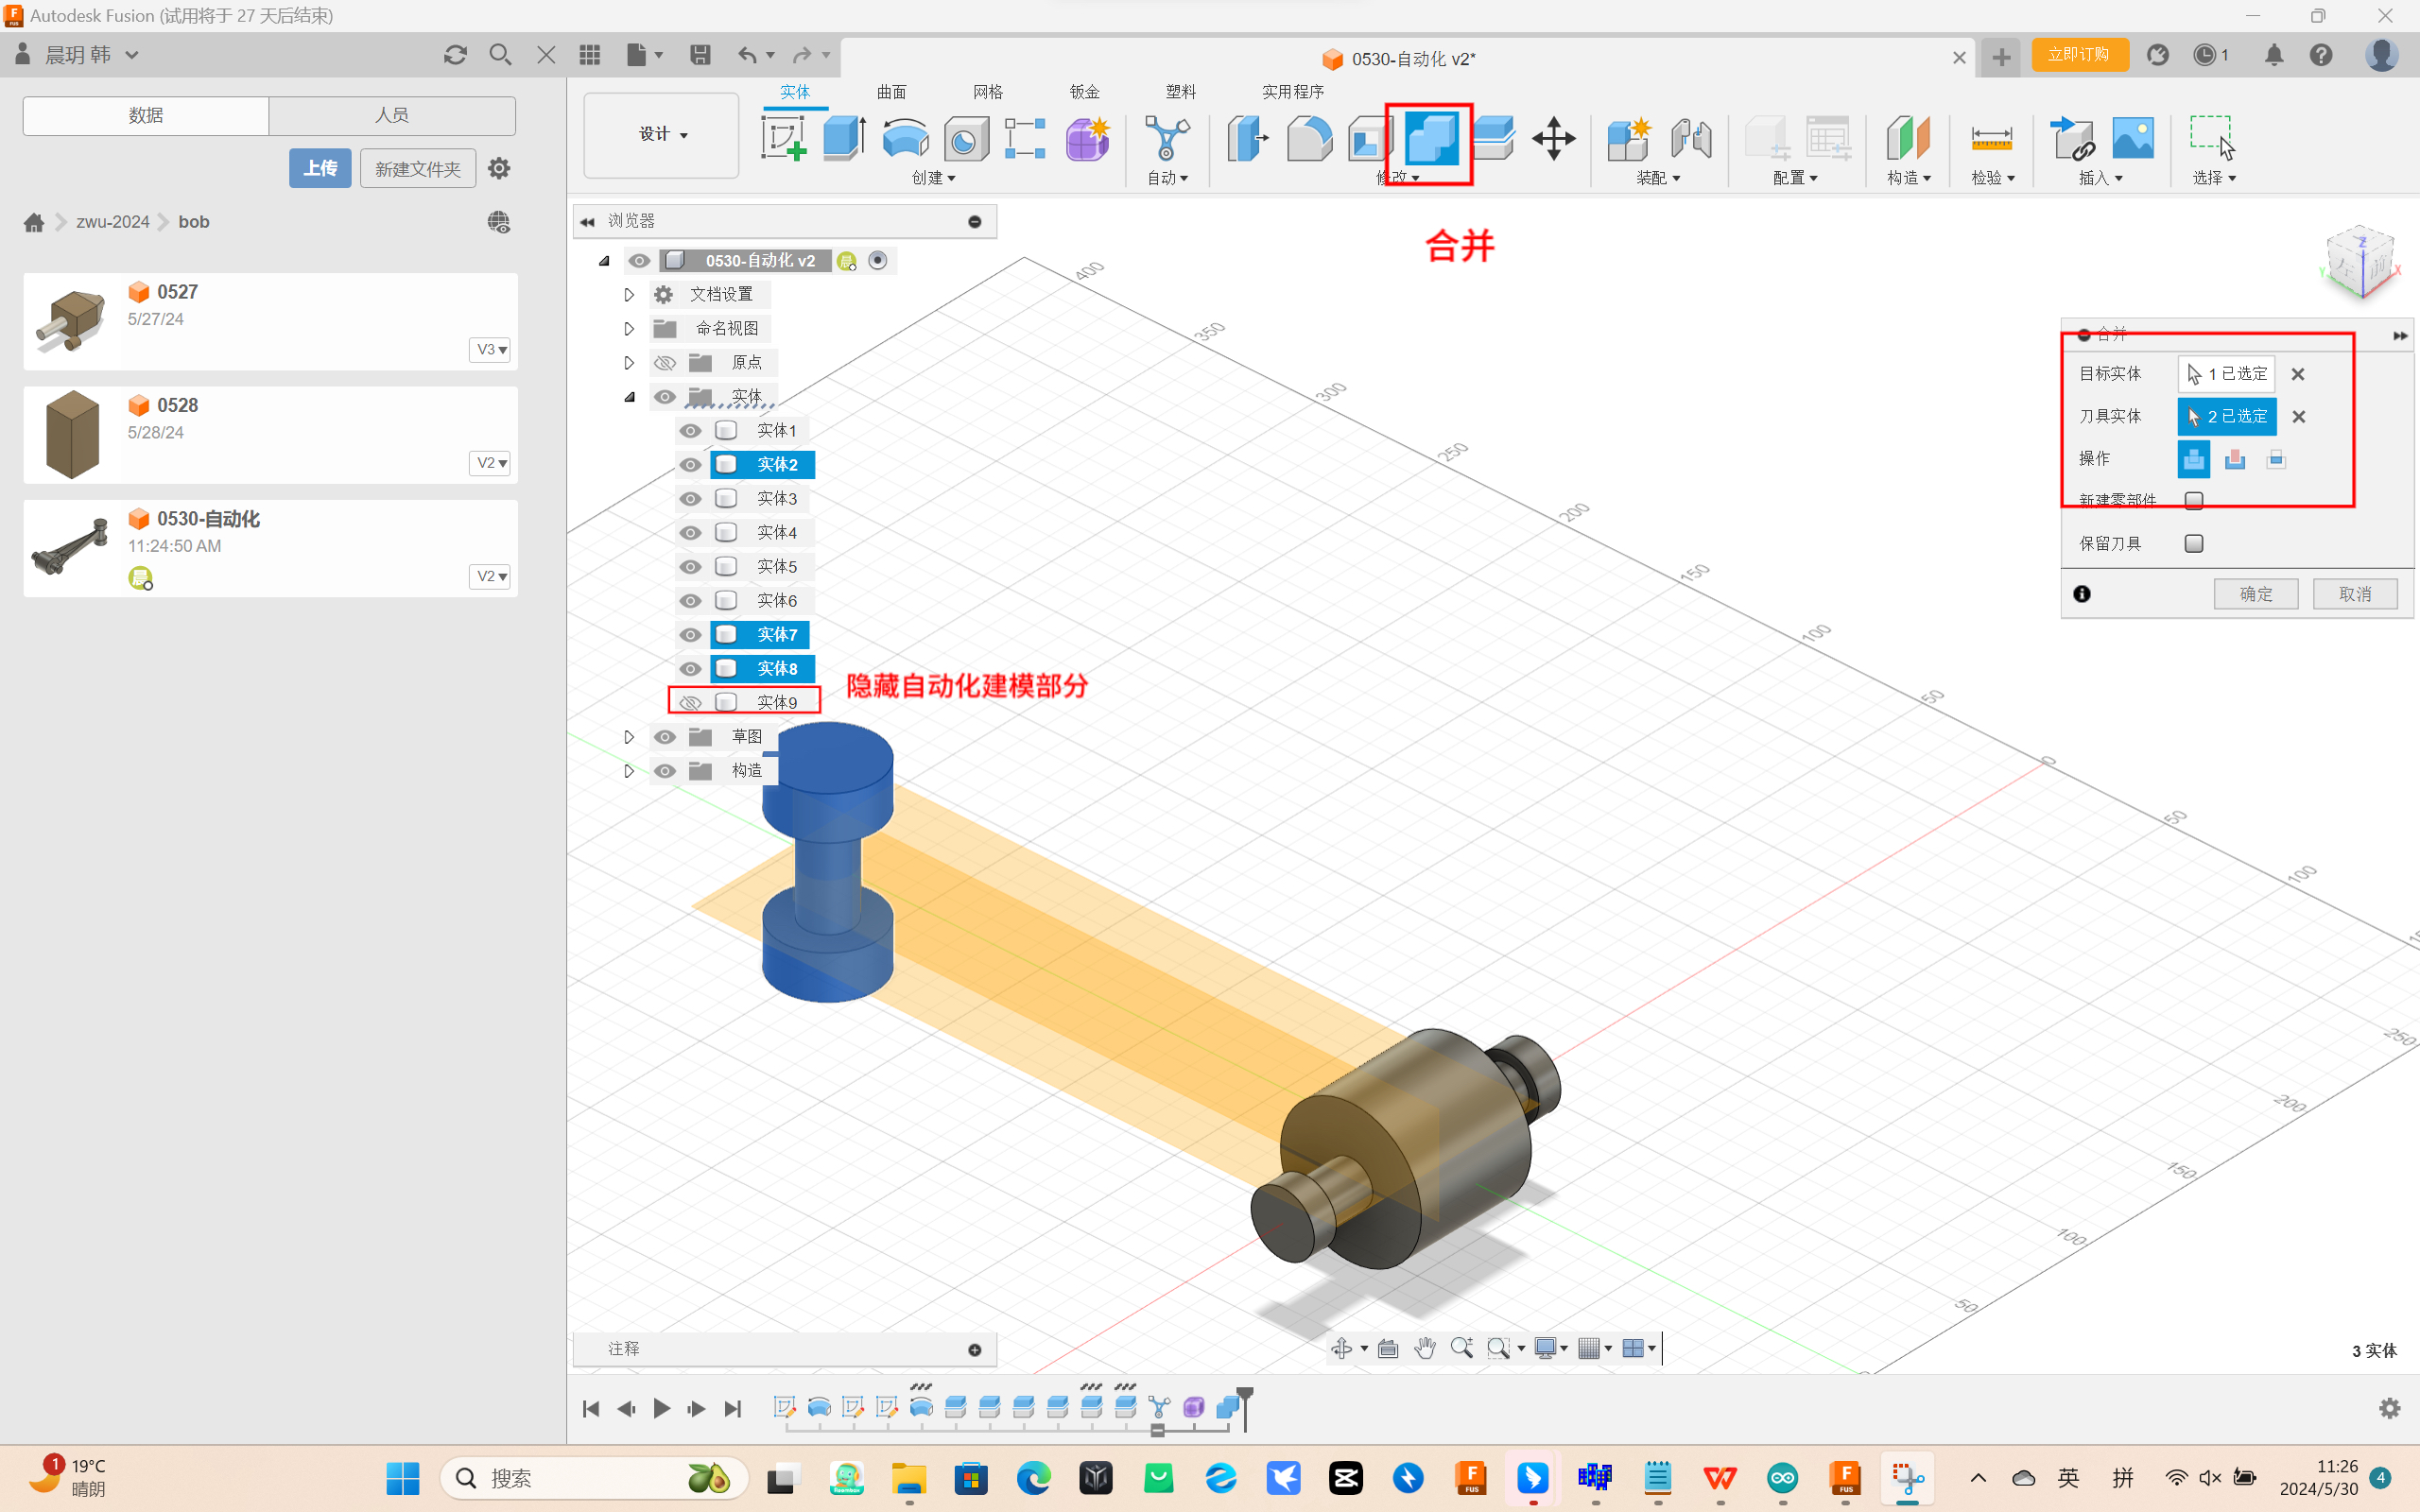 Autodesk Fusion (试用将于 27 天后结束)
晨玥 韩
0530-自动化 v2*
立即订购
1
数据
人员
上传
新建文件夹
zwu-2024
bob
0527
5/27/24
V3
0528
5/28/24
V2
0530-自动化
11:24:50 AM
晨
V2
设计
实体
曲面
网格
钣金
塑料
实用程序
创建
自动
修改
装配
配置
构造
检验
插入
选择
浏览器
0530-自动化 v2
晨
文档设置
命名视图
原点
实体
实体1
实体2
实体3
实体4
实体5
实体6
实体7
实体8
实体9
草图
构造
合并
隐藏自动化建模部分
400
350
300
250
200
150
100
50
0
50
100
250
200
150
100
50
Z
左
前
Y
X
合并
目标实体
1 已选定
刀具实体
2 已选定
操作
新建零部件
保留刀具
确定
取消
注释
3 实体
1
19°C
晴朗
搜索
英
拼
11:26
2024/5/30
4